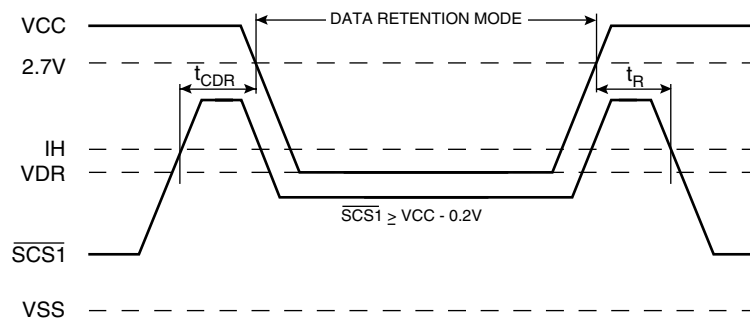 DATA RETENTION MODE
VCC
2.7V
tCDR
tR
IH
VDR
SCS1 ≥ VCC - 0.2V
SCS1
VSS